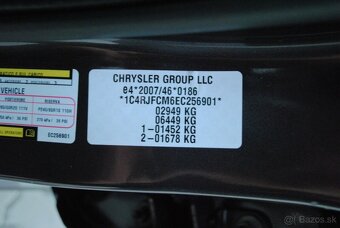 CHRYSLER GROUP LLC
e4*2007/46*0186
*1C4RJFCM6EC256901*
02949 KG
06449 KG
1-01452 KG
2-01678 KG
VEHICLE
EC256901
Bazos.sk